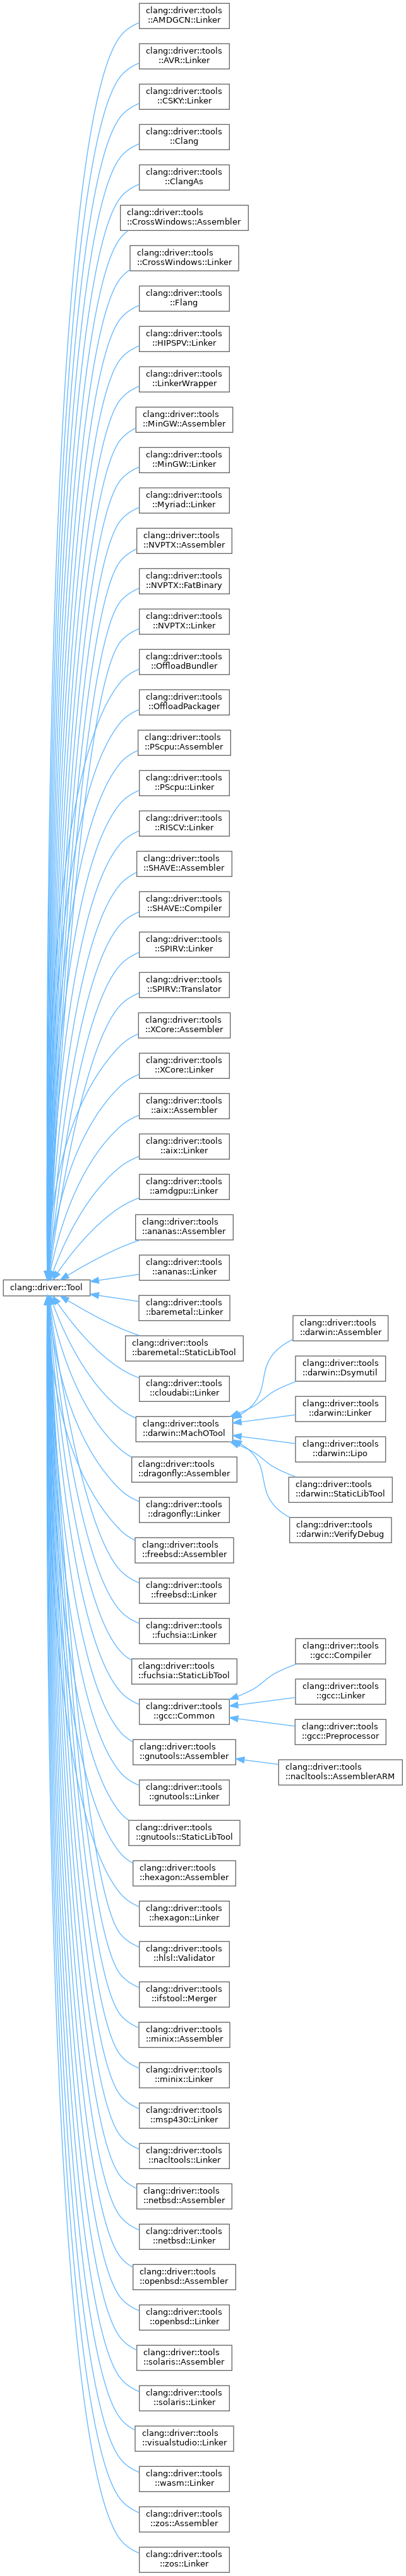 clang::driver::tools
::AMDGCN::Linker
clang::driver::tools
::AVR::Linker
clang::driver::tools
::CSKY::Linker
clang::driver::tools
::Clang
clang::driver::tools
::ClangAs
clang::driver::tools
::CrossWindows::Assembler
clang::driver::tools
::CrossWindows::Linker
clang::driver::tools
::Flang
clang::driver::tools
::HIPSPV::Linker
clang::driver::tools
::LinkerWrapper
clang::driver::tools
::MinGW::Assembler
clang::driver::tools
::MinGW::Linker
clang::driver::tools
::Myriad::Linker
clang::driver::tools
::NVPTX::Assembler
clang::driver::tools
::NVPTX::FatBinary
clang::driver::tools
::NVPTX::Linker
clang::driver::tools
::OffloadBundler
clang::driver::tools
::OffloadPackager
clang::driver::tools
::PScpu::Assembler
clang::driver::tools
::PScpu::Linker
clang::driver::tools
::RISCV::Linker
clang::driver::tools
::SHAVE::Assembler
clang::driver::tools
::SHAVE::Compiler
clang::driver::tools
::SPIRV::Linker
clang::driver::tools
::SPIRV::Translator
clang::driver::tools
::XCore::Assembler
clang::driver::tools
::XCore::Linker
clang::driver::tools
::aix::Assembler
clang::driver::tools
::aix::Linker
clang::driver::tools
::amdgpu::Linker
clang::driver::tools
::ananas::Assembler
clang::driver::tools
::ananas::Linker
clang::driver::Tool
clang::driver::tools
::baremetal::Linker
clang::driver::tools
::baremetal::StaticLibTool
clang::driver::tools
::cloudabi::Linker
clang::driver::tools
::darwin::MachOTool
clang::driver::tools
::darwin::Assembler
clang::driver::tools
::darwin::Dsymutil
clang::driver::tools
::darwin::Linker
clang::driver::tools
::darwin::Lipo
clang::driver::tools
::darwin::StaticLibTool
clang::driver::tools
::darwin::VerifyDebug
clang::driver::tools
::dragonfly::Assembler
clang::driver::tools
::dragonfly::Linker
clang::driver::tools
::freebsd::Assembler
clang::driver::tools
::freebsd::Linker
clang::driver::tools
::fuchsia::Linker
clang::driver::tools
::fuchsia::StaticLibTool
clang::driver::tools
::gcc::Common
clang::driver::tools
::gcc::Compiler
clang::driver::tools
::gcc::Linker
clang::driver::tools
::gcc::Preprocessor
clang::driver::tools
::gnutools::Assembler
clang::driver::tools
::nacltools::AssemblerARM
clang::driver::tools
::gnutools::Linker
clang::driver::tools
::gnutools::StaticLibTool
clang::driver::tools
::hexagon::Assembler
clang::driver::tools
::hexagon::Linker
clang::driver::tools
::hlsl::Validator
clang::driver::tools
::ifstool::Merger
clang::driver::tools
::minix::Assembler
clang::driver::tools
::minix::Linker
clang::driver::tools
::msp430::Linker
clang::driver::tools
::nacltools::Linker
clang::driver::tools
::netbsd::Assembler
clang::driver::tools
::netbsd::Linker
clang::driver::tools
::openbsd::Assembler
clang::driver::tools
::openbsd::Linker
clang::driver::tools
::solaris::Assembler
clang::driver::tools
::solaris::Linker
clang::driver::tools
::visualstudio::Linker
clang::driver::tools
::wasm::Linker
clang::driver::tools
::zos::Assembler
clang::driver::tools
::zos::Linker